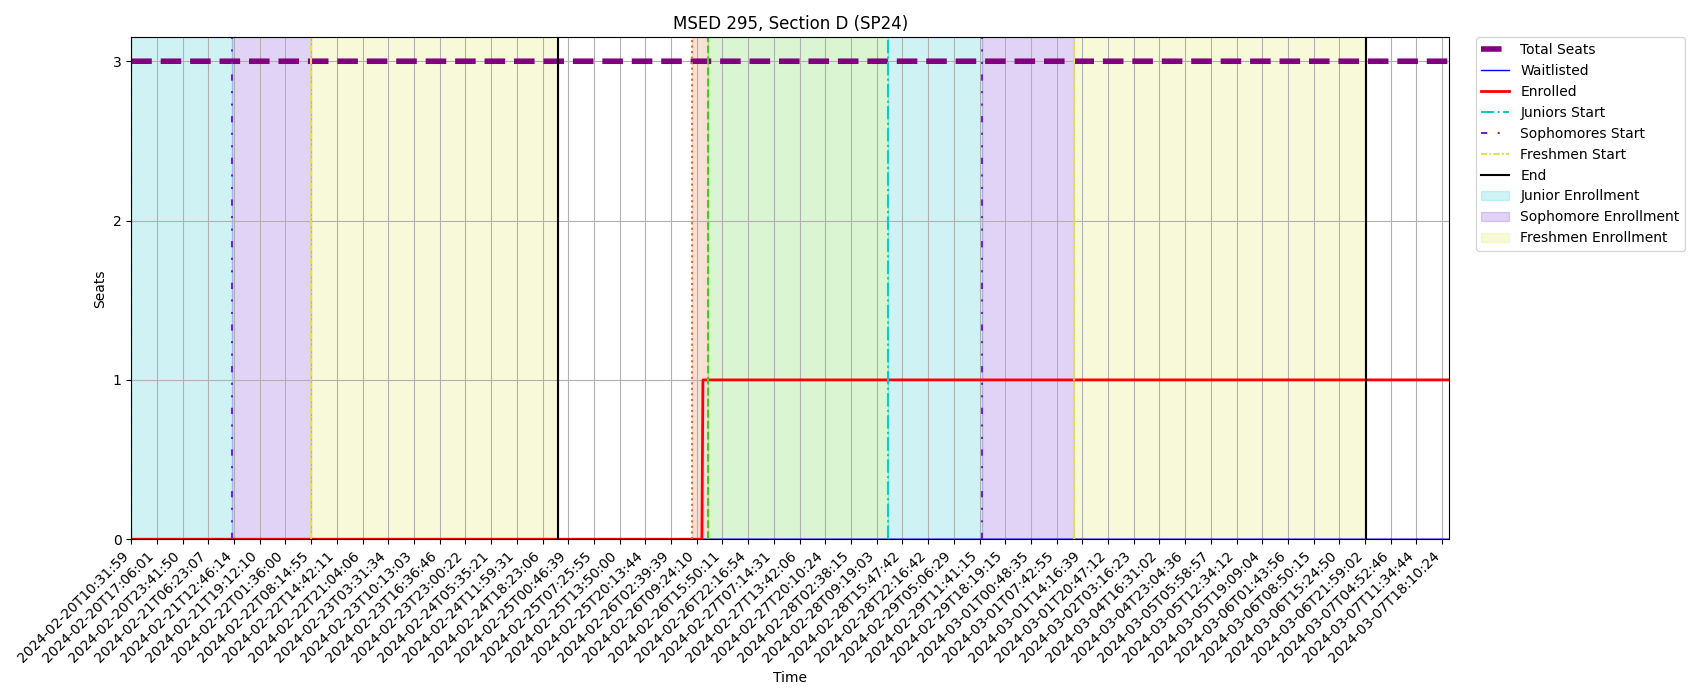 MSED 295, Section D (SP24)
Seats
3
2
1
0
2024-02-20T10:31:59
2024-02-20T17:06:01
2024-02-20T23:41:50
2024-02-21T06:23:07
2024-02-21T12:46:14
2024-02-21T19:12:10
2024-02-22T01:36:00
2024-02-22T08:14:55
2024-02-22T14:42:11
2024-02-22T21:04:06
2024-02-23T03:31:34
2024-02-23T10:13:03
2024-02-23T16:36:46
2024-02-23T23:00:22
2024-02-24T05:35:21
2024-02-24T11:59:31
2024-02-24T18:23:06
2024-02-25T00:46:39
2024-02-25T07:25:55
2024-02-25T13:50:00
2024-02-25T20:13:44
2024-02-26T02:39:39
2024-02-26T09:24:10
2024-02-26T15:50:11
2024-02-26T22:16:54
2024-02-27T07:14:31
2024-02-27T13:42:06
2024-02-27T20:10:24
2024-02-28T02:38:15
2024-02-28T09:19:03
2024-02-28T15:47:42
2024-02-28T22:16:42
2024-02-29T05:06:29
2024-02-29T11:41:15
2024-02-29T18:19:15
2024-03-01T00:48:35
2024-03-01T07:42:55
2024-03-01T14:16:39
2024-03-01T20:47:12
2024-03-02T03:16:23
2024-03-04T16:31:02
2024-03-04T23:04:36
2024-03-05T05:58:57
2024-03-05T12:34:12
2024-03-05T19:09:04
2024-03-06T01:43:56
2024-03-06T08:50:15
2024-03-06T15:24:50
2024-03-06T21:59:02
2024-03-07T04:52:46
2024-03-07T11:34:44
2024-03-07T18:10:24
Time
Total Seats
Waitlisted
Enrolled
Juniors Start
Sophomores Start
Freshmen Start
End
Junior Enrollment
Sophomore Enrollment
Freshmen Enrollment